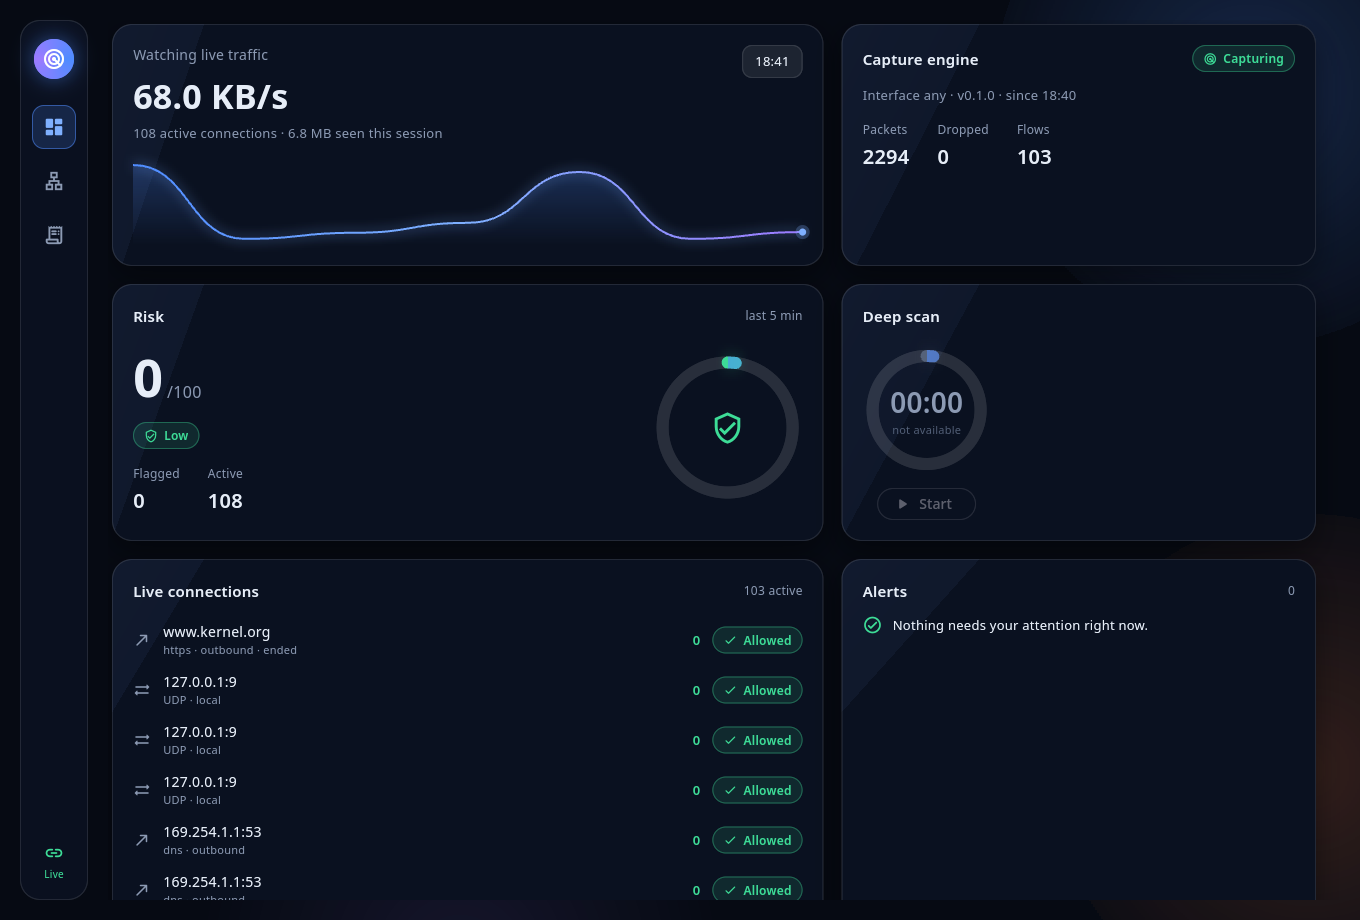 Watching live traffic
18:41
68.0 KB/s
108 active connections · 6.8 MB seen this session
Capture engine
Capturing
Interface any · v0.1.0 · since 18:40
Packets Dropped Flows
2294 0 103
Risk
last 5 min
0 /100
Low
Flagged Active
0 108
Deep scan
00:00
not available
Start
Live connections
103 active
www.kernel.org
https · outbound · ended
0 Allowed
127.0.0.1:9
UDP · local
0 Allowed
127.0.0.1:9
UDP · local
0 Allowed
127.0.0.1:9
UDP · local
0 Allowed
169.254.1.1:53
dns · outbound
0 Allowed
169.254.1.1:53
dns · outbound
0 Allowed
Alerts
0
Nothing needs your attention right now.
Live